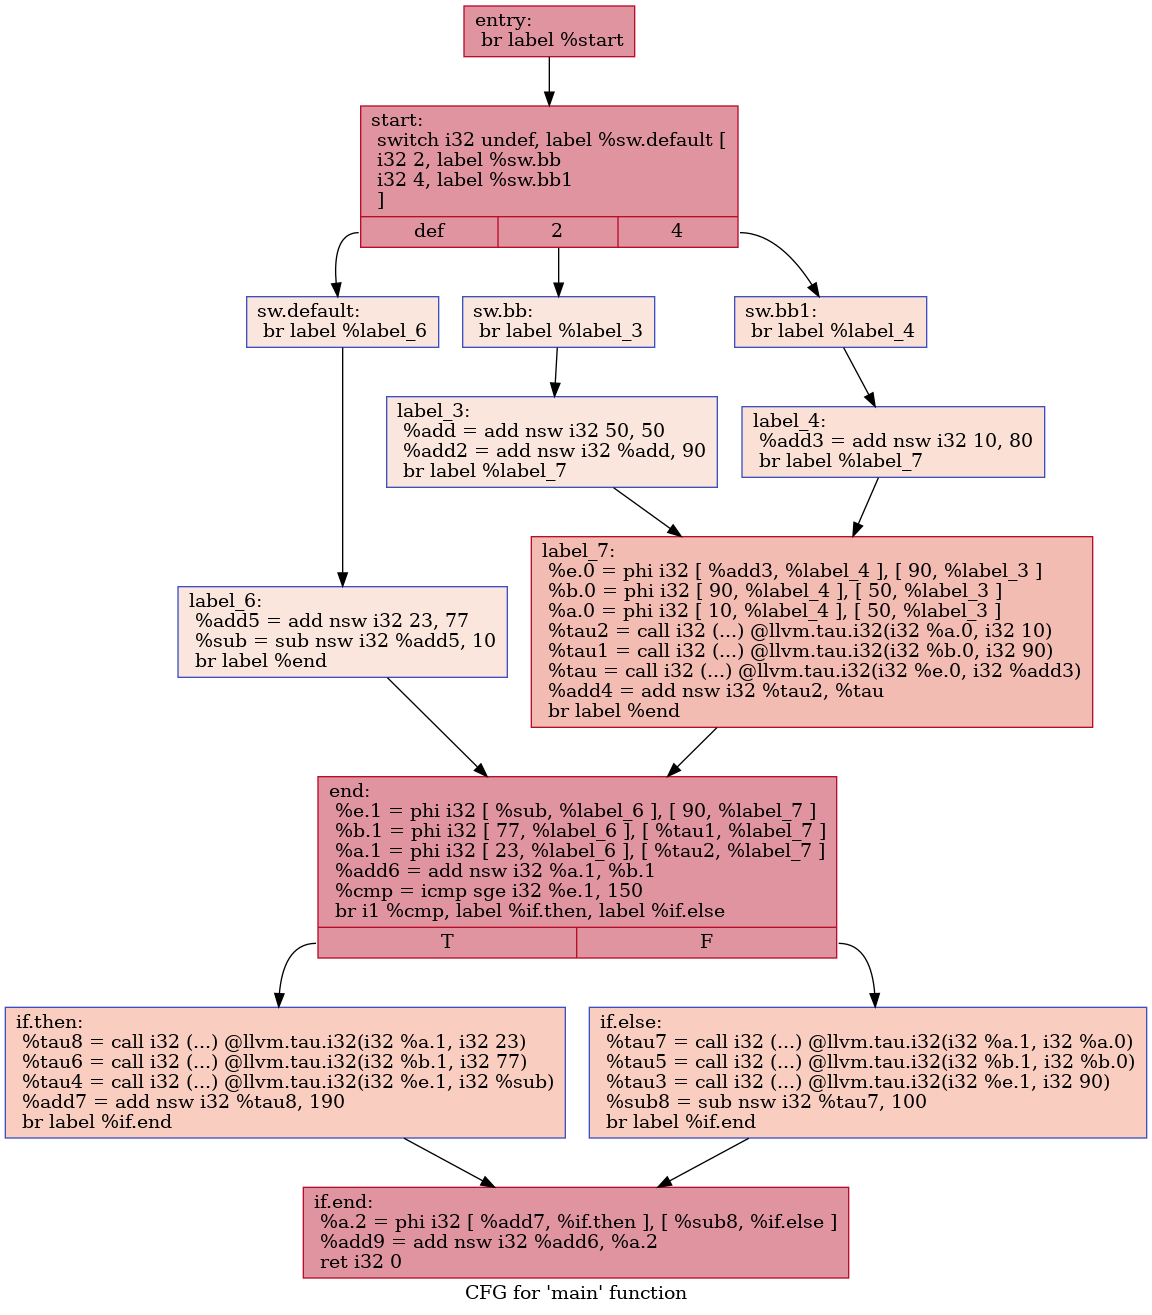 entry:
br label %start
start:
switch i32 undef, label %sw.default [
i32 2, label %sw.bb
i32 4, label %sw.bb1
]
def 2 4
sw.default:
br label %label_6
sw.bb:
br label %label_3
sw.bb1:
br label %label_4
label_3:
%add = add nsw i32 50, 50
%add2 = add nsw i32 %add, 90
br label %label_7
label_4:
%add3 = add nsw i32 10, 80
br label %label_7
label_7:
%e.0 = phi i32 [ %add3, %label_4 ], [ 90, %label_3 ]
%b.0 = phi i32 [ 90, %label_4 ], [ 50, %label_3 ]
%a.0 = phi i32 [ 10, %label_4 ], [ 50, %label_3 ]
%tau2 = call i32 (...) @llvm.tau.i32(i32 %a.0, i32 10)
%tau1 = call i32 (...) @llvm.tau.i32(i32 %b.0, i32 90)
%tau = call i32 (...) @llvm.tau.i32(i32 %e.0, i32 %add3)
%add4 = add nsw i32 %tau2, %tau
br label %end
label_6:
%add5 = add nsw i32 23, 77
%sub = sub nsw i32 %add5, 10
br label %end
end:
%e.1 = phi i32 [ %sub, %label_6 ], [ 90, %label_7 ]
%b.1 = phi i32 [ 77, %label_6 ], [ %tau1, %label_7 ]
%a.1 = phi i32 [ 23, %label_6 ], [ %tau2, %label_7 ]
%add6 = add nsw i32 %a.1, %b.1
%cmp = icmp sge i32 %e.1, 150
br i1 %cmp, label %if.then, label %if.else
T F
if.then:
%tau8 = call i32 (...) @llvm.tau.i32(i32 %a.1, i32 23)
%tau6 = call i32 (...) @llvm.tau.i32(i32 %b.1, i32 77)
%tau4 = call i32 (...) @llvm.tau.i32(i32 %e.1, i32 %sub)
%add7 = add nsw i32 %tau8, 190
br label %if.end
if.else:
%tau7 = call i32 (...) @llvm.tau.i32(i32 %a.1, i32 %a.0)
%tau5 = call i32 (...) @llvm.tau.i32(i32 %b.1, i32 %b.0)
%tau3 = call i32 (...) @llvm.tau.i32(i32 %e.1, i32 90)
%sub8 = sub nsw i32 %tau7, 100
br label %if.end
if.end:
%a.2 = phi i32 [ %add7, %if.then ], [ %sub8, %if.else ]
%add9 = add nsw i32 %add6, %a.2
ret i32 0
CFG for 'main' function